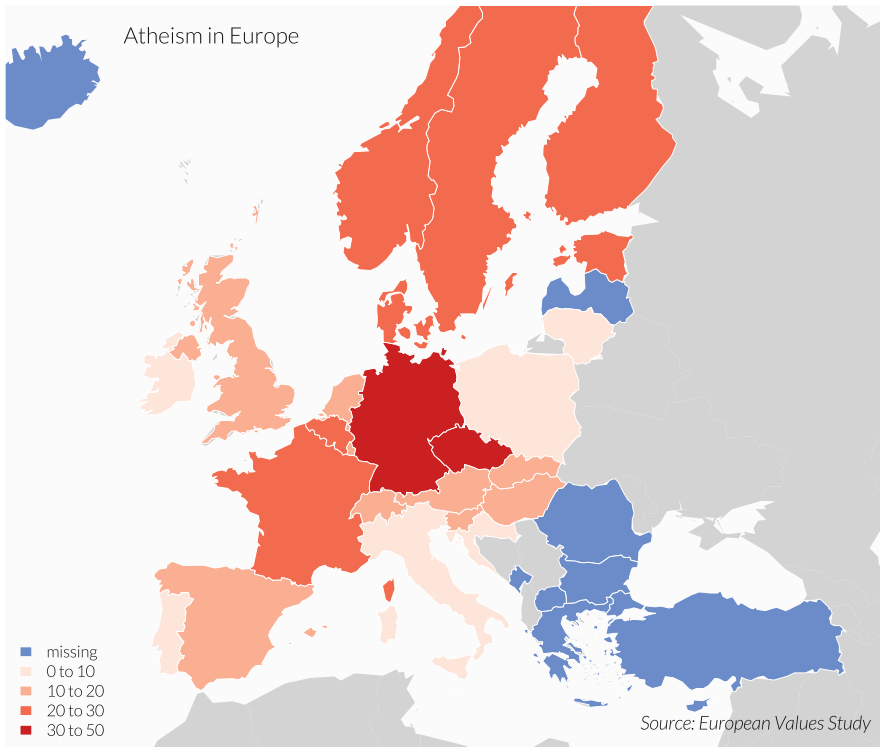 Atheism in Europe
missing
0 to 10
10 to 20
20 to 30
30 to 50
Source: European Values Study